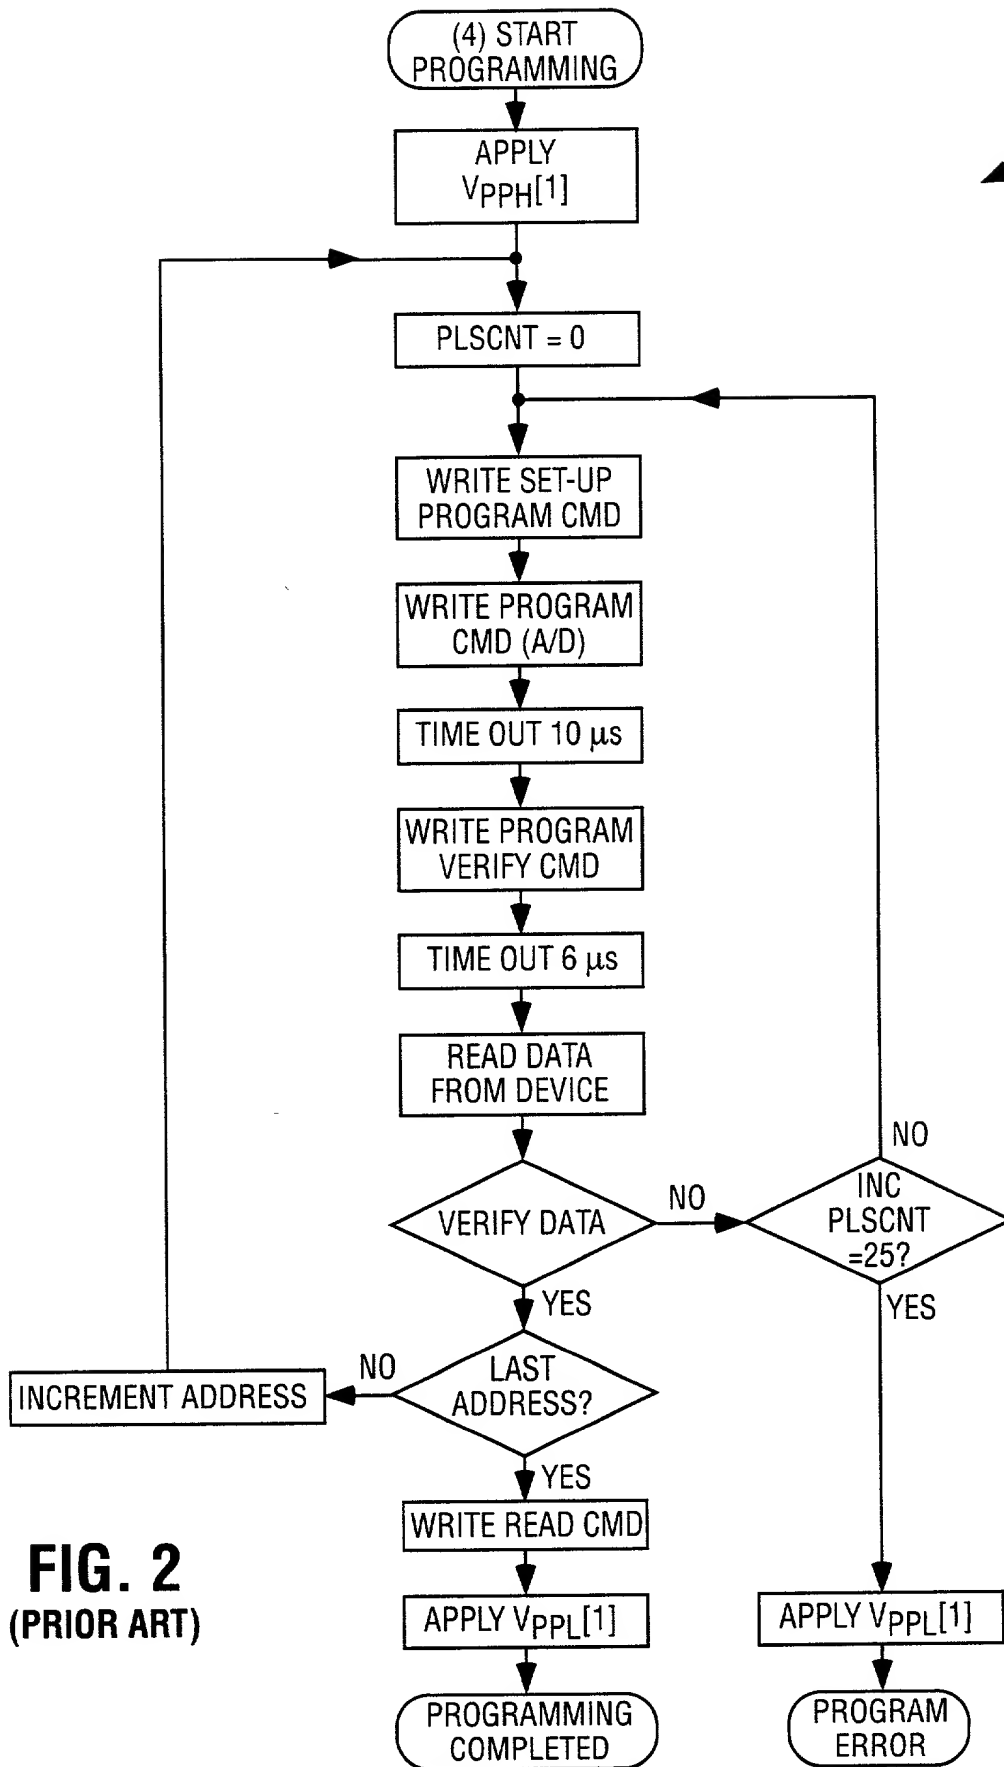 (4) START
PROGRAMMING
APPLY
VPPH[1]
PLSCNT = 0
WRITE SET-UP
PROGRAM CMD
WRITE PROGRAM
CMD (A/D)
TIME OUT 10 μs
WRITE PROGRAM
VERIFY CMD
TIME OUT 6 μs
READ DATA
FROM DEVICE
VERIFY DATA
NO
INC
PLSCNT
=25?
NO
YES
YES
LAST
ADDRESS?
NO
INCREMENT ADDRESS
YES
WRITE READ CMD
APPLY VPPL[1]
PROGRAMMING
COMPLETED
APPLY VPPL[1]
PROGRAM
ERROR
FIG. 2
(PRIOR ART)